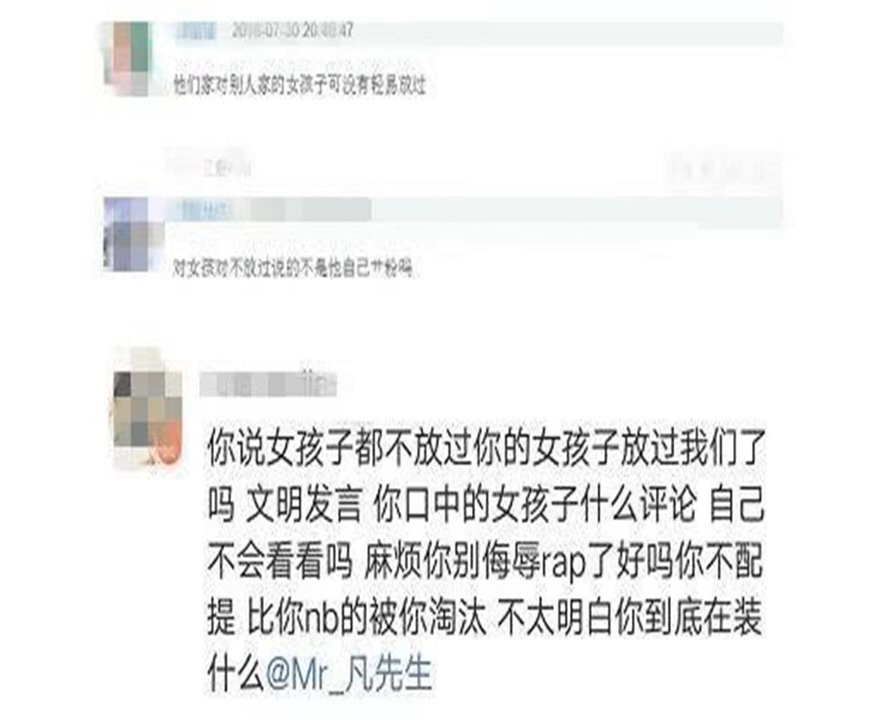 2018-07-30 20:48:47
他们家对别人家的女孩子可没有轻易放过
对女孩对不放过说的不是他自己艹粉吗
你说女孩子都不放过你的女孩子放过我们了
吗 文明发言 你口中的女孩子什么评论 自己
不会看看吗 麻烦你别侮辱rap了好吗你不配
提 比你nb的被你淘汰 不太明白你到底在装
什么@Mr_凡先生